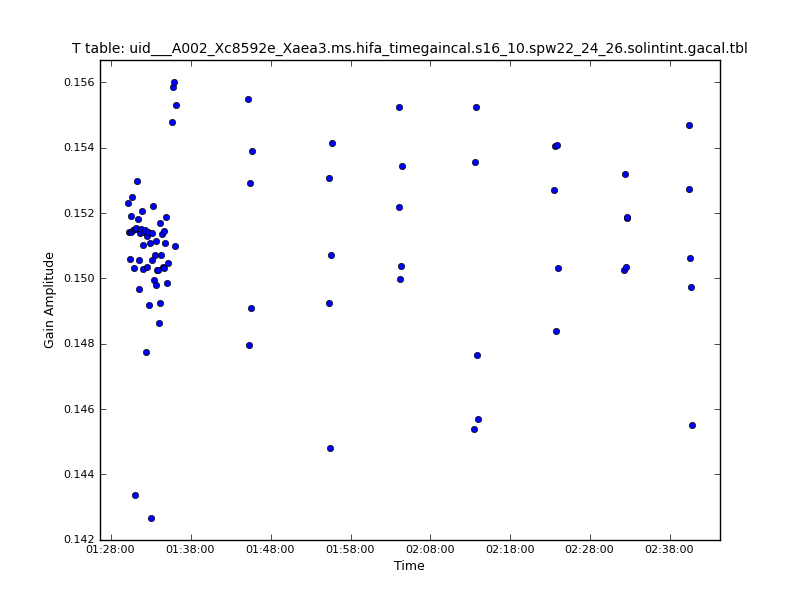 T table: uid___A002_Xc8592e_Xaea3.ms.hifa_timegaincal.s16_10.spw22_24_26.solintint.gacal.tbl
0.156
0.154
0.152
0.150
0.148
0.146
0.144
0.142
Gain Amplitude
01:28:00 01:38:00 01:48:00 01:58:00 02:08:00 02:18:00 02:28:00 02:38:00
Time